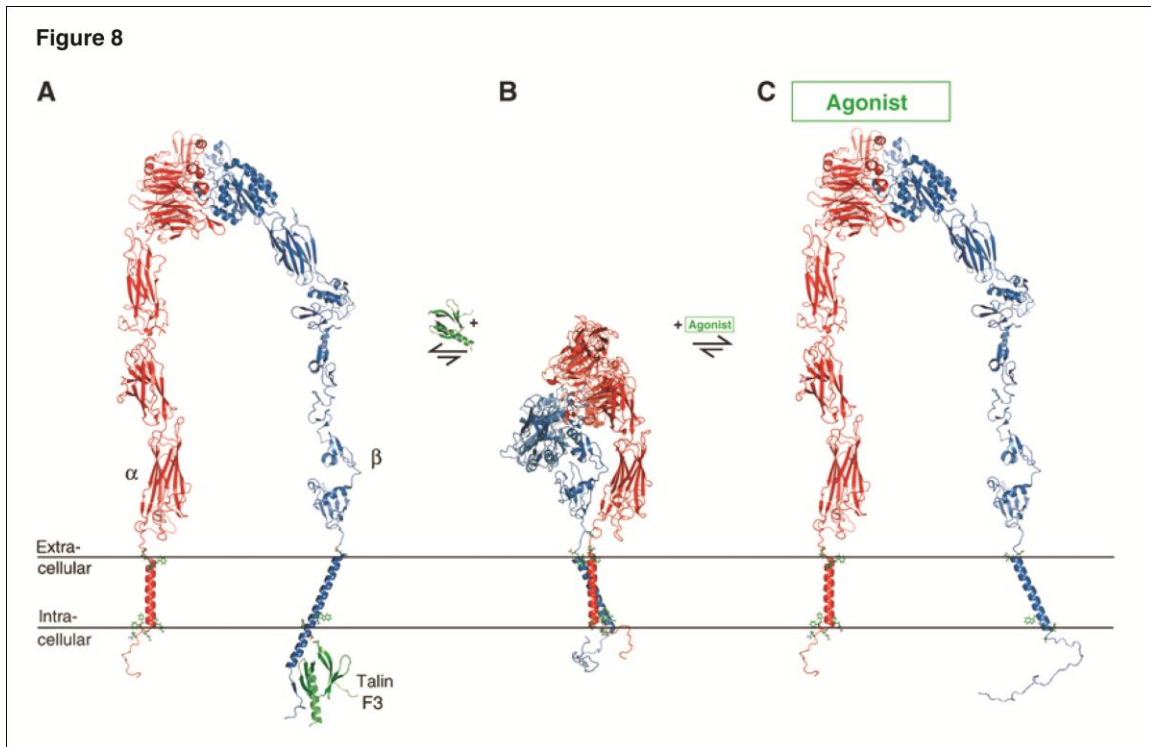 Figure 8
A
B
C
Agonist
+
+ Agonist
α
β
Extra-
cellular
Intra-
cellular
Talin
F3